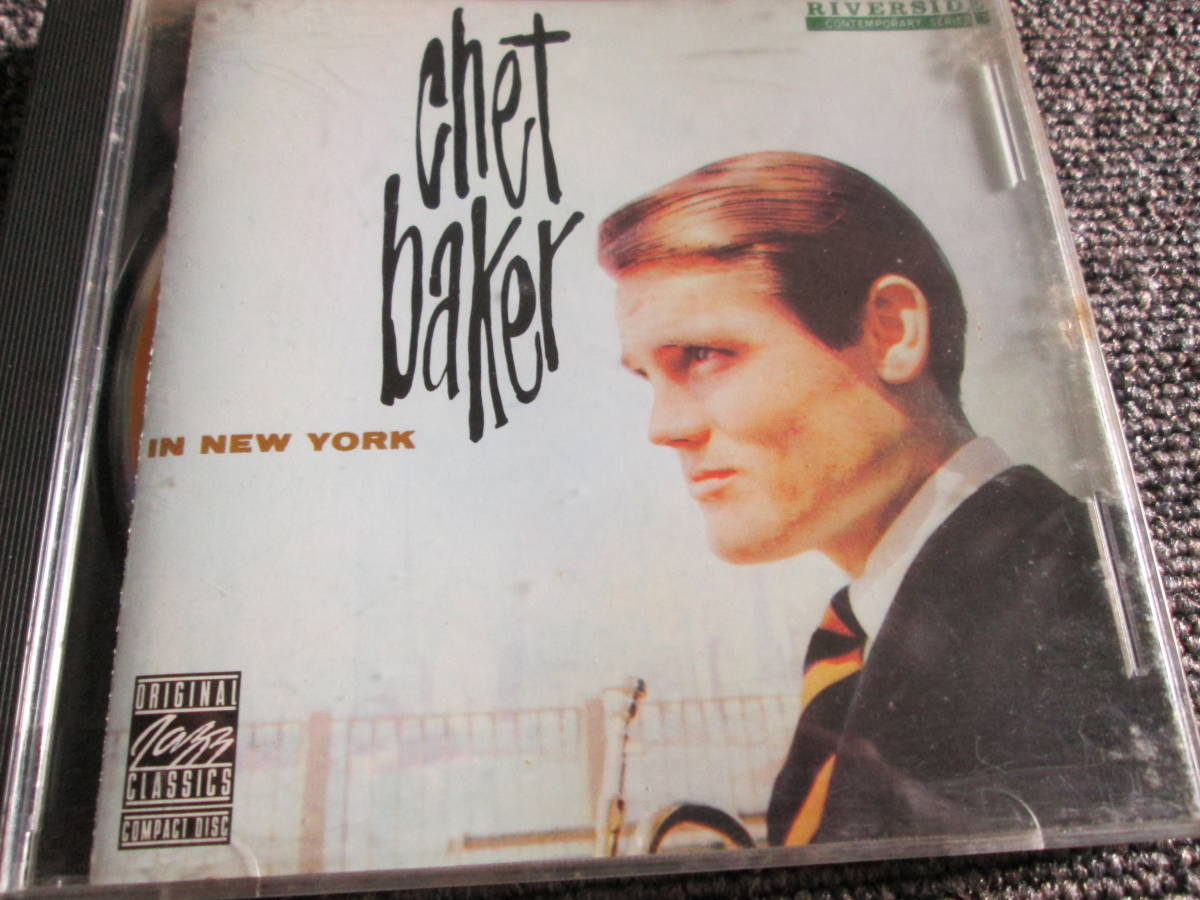 RIVERSIDE
CONTEMPORARY SERIES
chet
baker
IN NEW YORK
ORIGINAL
Jazz
CLASSICS
COMPACT DISC